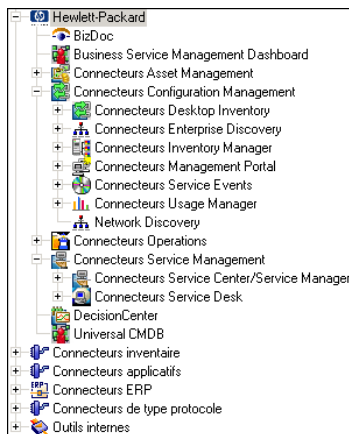 Hewlett-Packard
BizDoc
Business Service Management Dashboard
Connecteurs Asset Management
Connecteurs Configuration Management
Connecteurs Desktop Inventory
Connecteurs Enterprise Discovery
Connecteurs Inventory Manager
Connecteurs Management Portal
Connecteurs Service Events
Connecteurs Usage Manager
Network Discovery
Connecteurs Operations
Connecteurs Service Management
Connecteurs Service Center/Service Manager
Connecteurs Service Desk
DecisionCenter
Universal CMDB
Connecteurs inventaire
Connecteurs applicatifs
ERP Connecteurs ERP
Connecteurs de type protocole
Outils internes